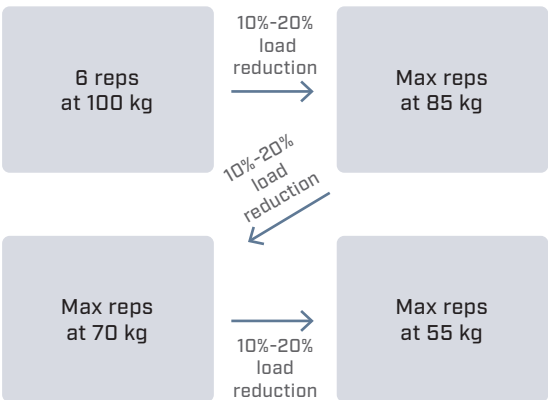 6 reps
at 100 kg
10%-20%
load
reduction
Max reps
at 85 kg
10%-20%
load
reduction
Max reps
at 70 kg
10%-20%
load
reduction
Max reps
at 55 kg